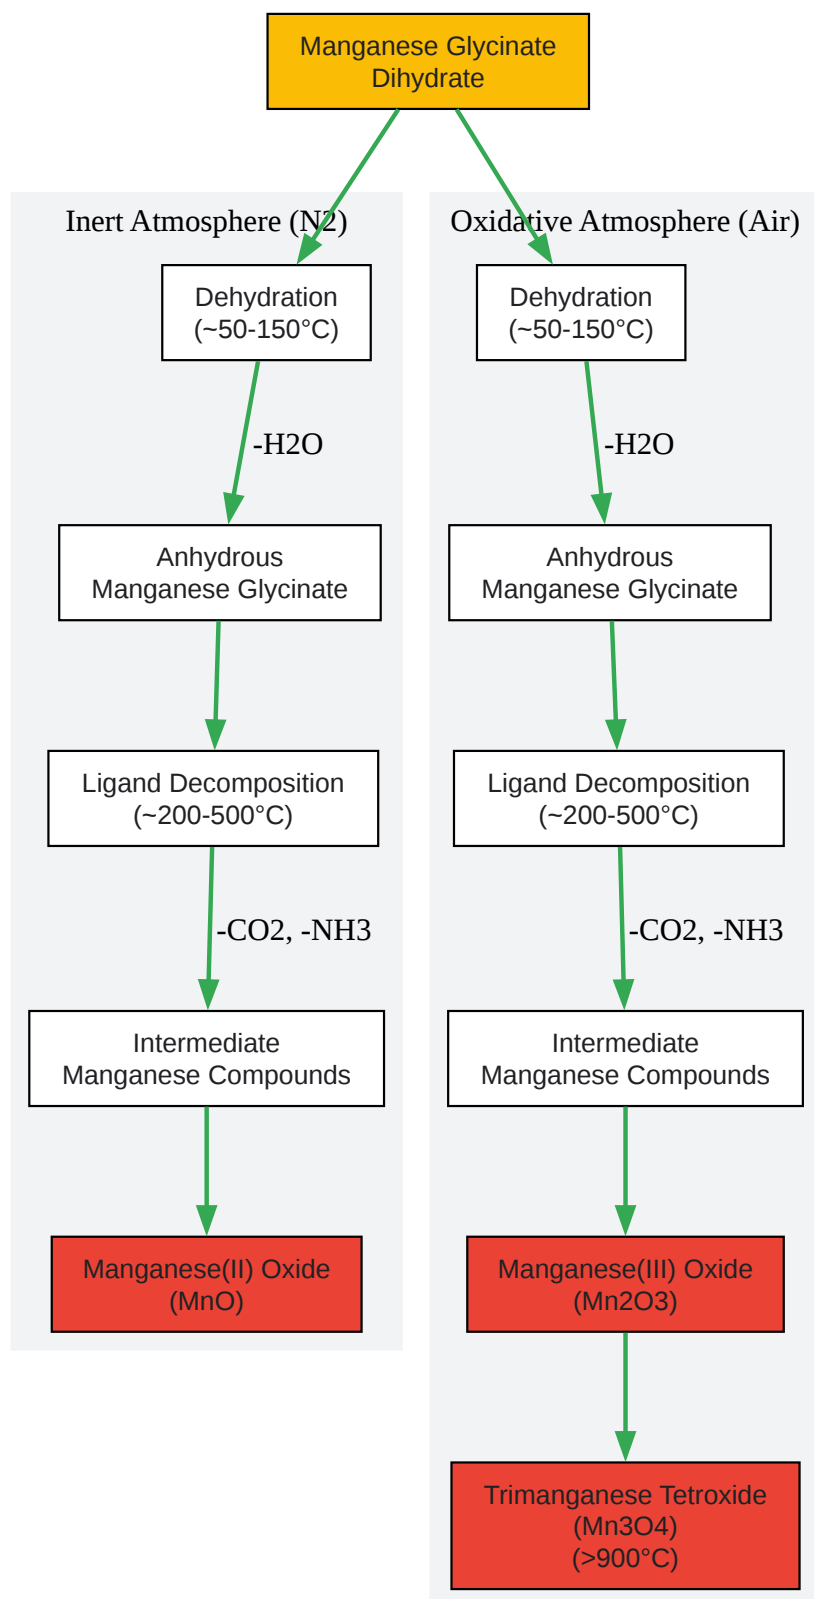 Manganese Glycinate
Dihydrate
Inert Atmosphere (N2)
Dehydration
(~50-150°C)
-H2O
Anhydrous
Manganese Glycinate
Ligand Decomposition
(~200-500°C)
-CO2, -NH3
Intermediate
Manganese Compounds
Manganese(II) Oxide
(MnO)
Oxidative Atmosphere (Air)
Dehydration
(~50-150°C)
-H2O
Anhydrous
Manganese Glycinate
Ligand Decomposition
(~200-500°C)
-CO2, -NH3
Intermediate
Manganese Compounds
Manganese(III) Oxide
(Mn2O3)
Trimanganese Tetroxide
(Mn3O4)
(>900°C)